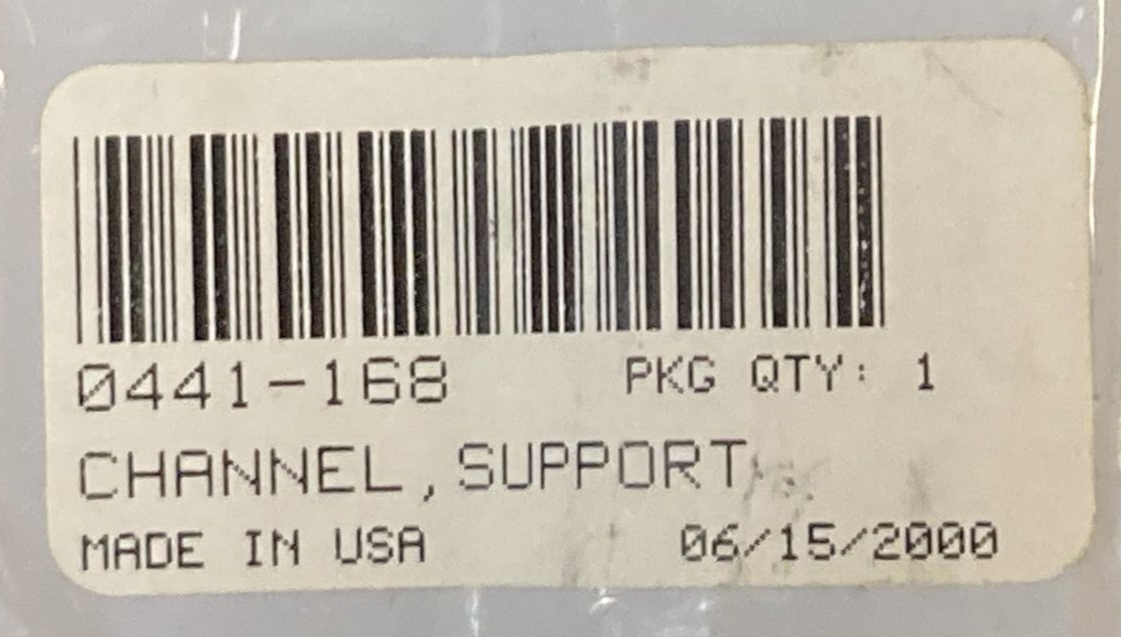 0441-168 PKG QTY: 1
CHANNEL,SUPPORT
MADE IN USA 06/15/2000